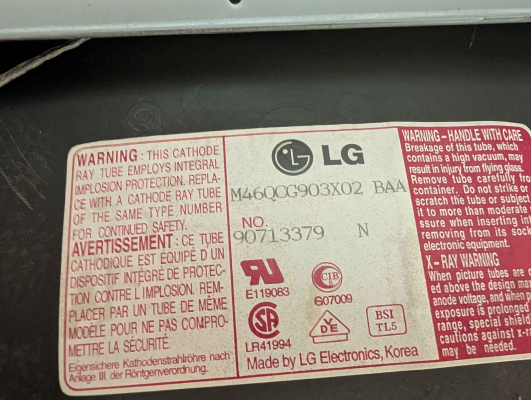 WARNING: THIS CATHODE
RAY TUBE EMPLOYS INTEGRAL
IMPLOSION PROTECTION. REPLA-
CE WITH A CATHODE RAY TUBE
OF THE SAME TYPE NUMBER
FOR CONTINUED SAFETY.
AVERTISSEMENT: CE TUBE
CATHODIQUE EST ÉQUIPÉ D'UN
DISPOSITIF INTÉGRÉ DE PROTEC-
TION CONTRE L'IMPLOSION. REM-
PLACER PAR UN TUBE DE MÊME
MODÈLE POUR NE PAS COMPRO-
METTRE LA SÉCURITÉ.
Eigensichere Kathodenstrahlröhre nach
Anlage III der Röntgenverordnung.
LG
M46QCG903X02 BAA
NO.
90713379 N
E119083
CIB
G07009
SA
LR41994
VDE
BSI
TL5
Made by LG Electronics, Korea
WARNING-HANDLE WITH CARE
Breakage of this tube, which
contains a high vacuum, may
result in injury from flying glass.
Remove tube carefully from
container. Do not strike or
scratch the tube or subject
it to more than moderate
sure when inserting int
removing from its sock
electronic equipment.
X-RAY WARNING
When picture tubes are
ed above the design max
anode voltage, and when
exposure is prolonged
range, special shield
cautions against x-r
may be needed.